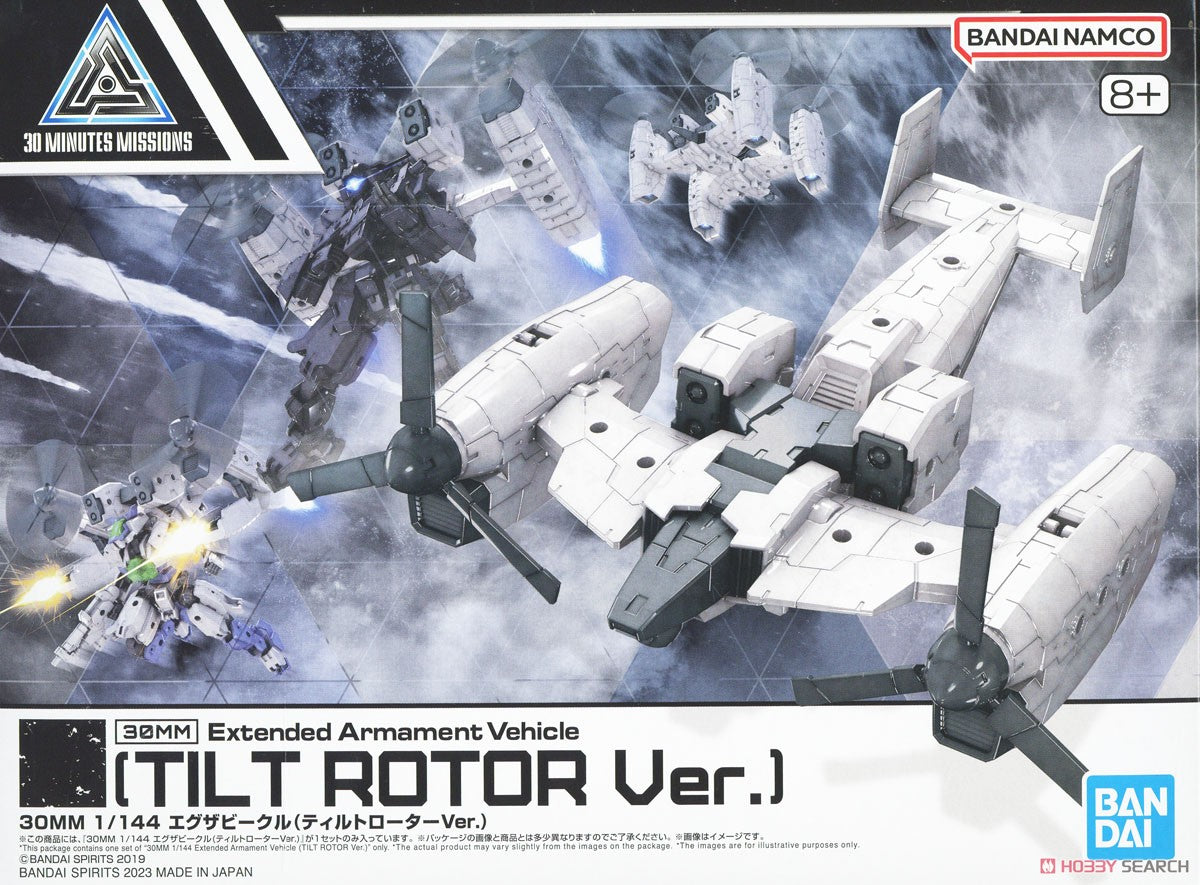 BANDAI NAMCO
8+
30 MINUTES MISSIONS
30MM Extended Armament Vehicle
(TILT ROTOR Ver.)
30MM 1/144 エグザビークル(ティルトローターVer.)
※この商品には、「30MM 1/144 エグザビークル(ティルトローターVer.)」が1セットのみ入っています。※パッケージの画像と商品とは多少異なりますのでご了承ください。※画像はイメージです。
*This package contains one set of "30MM 1/144 Extended Armament Vehicle (TILT ROTOR Ver.)" only. *The actual product may vary slightly from the images on the package. *The images are for illustrative purposes only.
©BANDAI SPIRITS 2019
BANDAI SPIRITS 2023 MADE IN JAPAN
BAN
DAI
HOBBY SEARCH